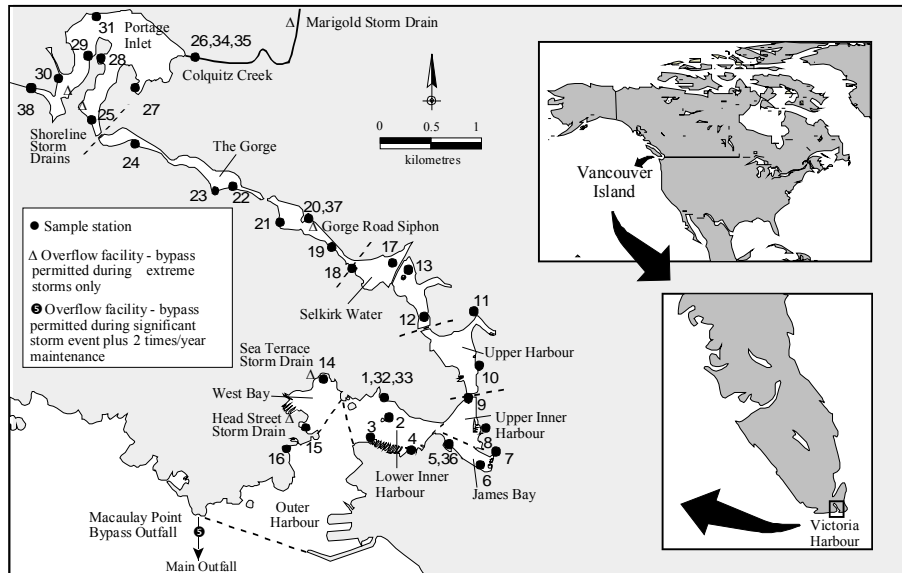 31
Portage
Inlet
Δ Marigold Storm Drain
29
28
26,34,35
Colquitz Creek
30
Δ
38
27
Δ
25
Shoreline
Storm
Drains
24
0 0.5 1
kilometres
The Gorge
23
22
20,37
21
Δ Gorge Road Siphon
19
17
18
13
Selkirk Water
12
11
Upper Harbour
10
Sea Terrace
Storm Drain Δ
14
1,32,33
West Bay
9
Head Street Δ
Storm Drain
2
Upper Inner
Harbour
3
4
15
16
5,36
8
7
6
Lower Inner
Harbour
James Bay
Outer
Harbour
Macaulay Point
Bypass Outfall
S
Main Outfall
Sample station
Δ Overflow facility - bypass
permitted during extreme
storms only
S Overflow facility - bypass
permitted during significant
storm event plus 2 times/year
maintenance
Vancouver
Island
Victoria
Harbour